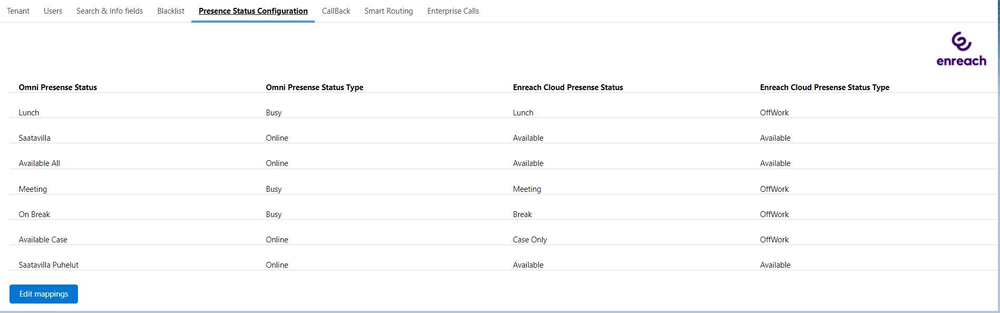 Tenant Users Search & Info fields Blacklist Presence Status Configuration CallBack Smart Routing Enterprise Calls
enreach
Omni Presense Status Omni Presense Status Type Enreach Cloud Presense Status Enreach Cloud Presense Status Type
Lunch Busy Lunch OffWork
Saatavilla Online Available Available
Available All Online Available Available
Meeting Busy Meeting OffWork
On Break Busy Break OffWork
Available Case Online Case Only OffWork
Saatavilla Puhelut Online Available Available
Edit mappings